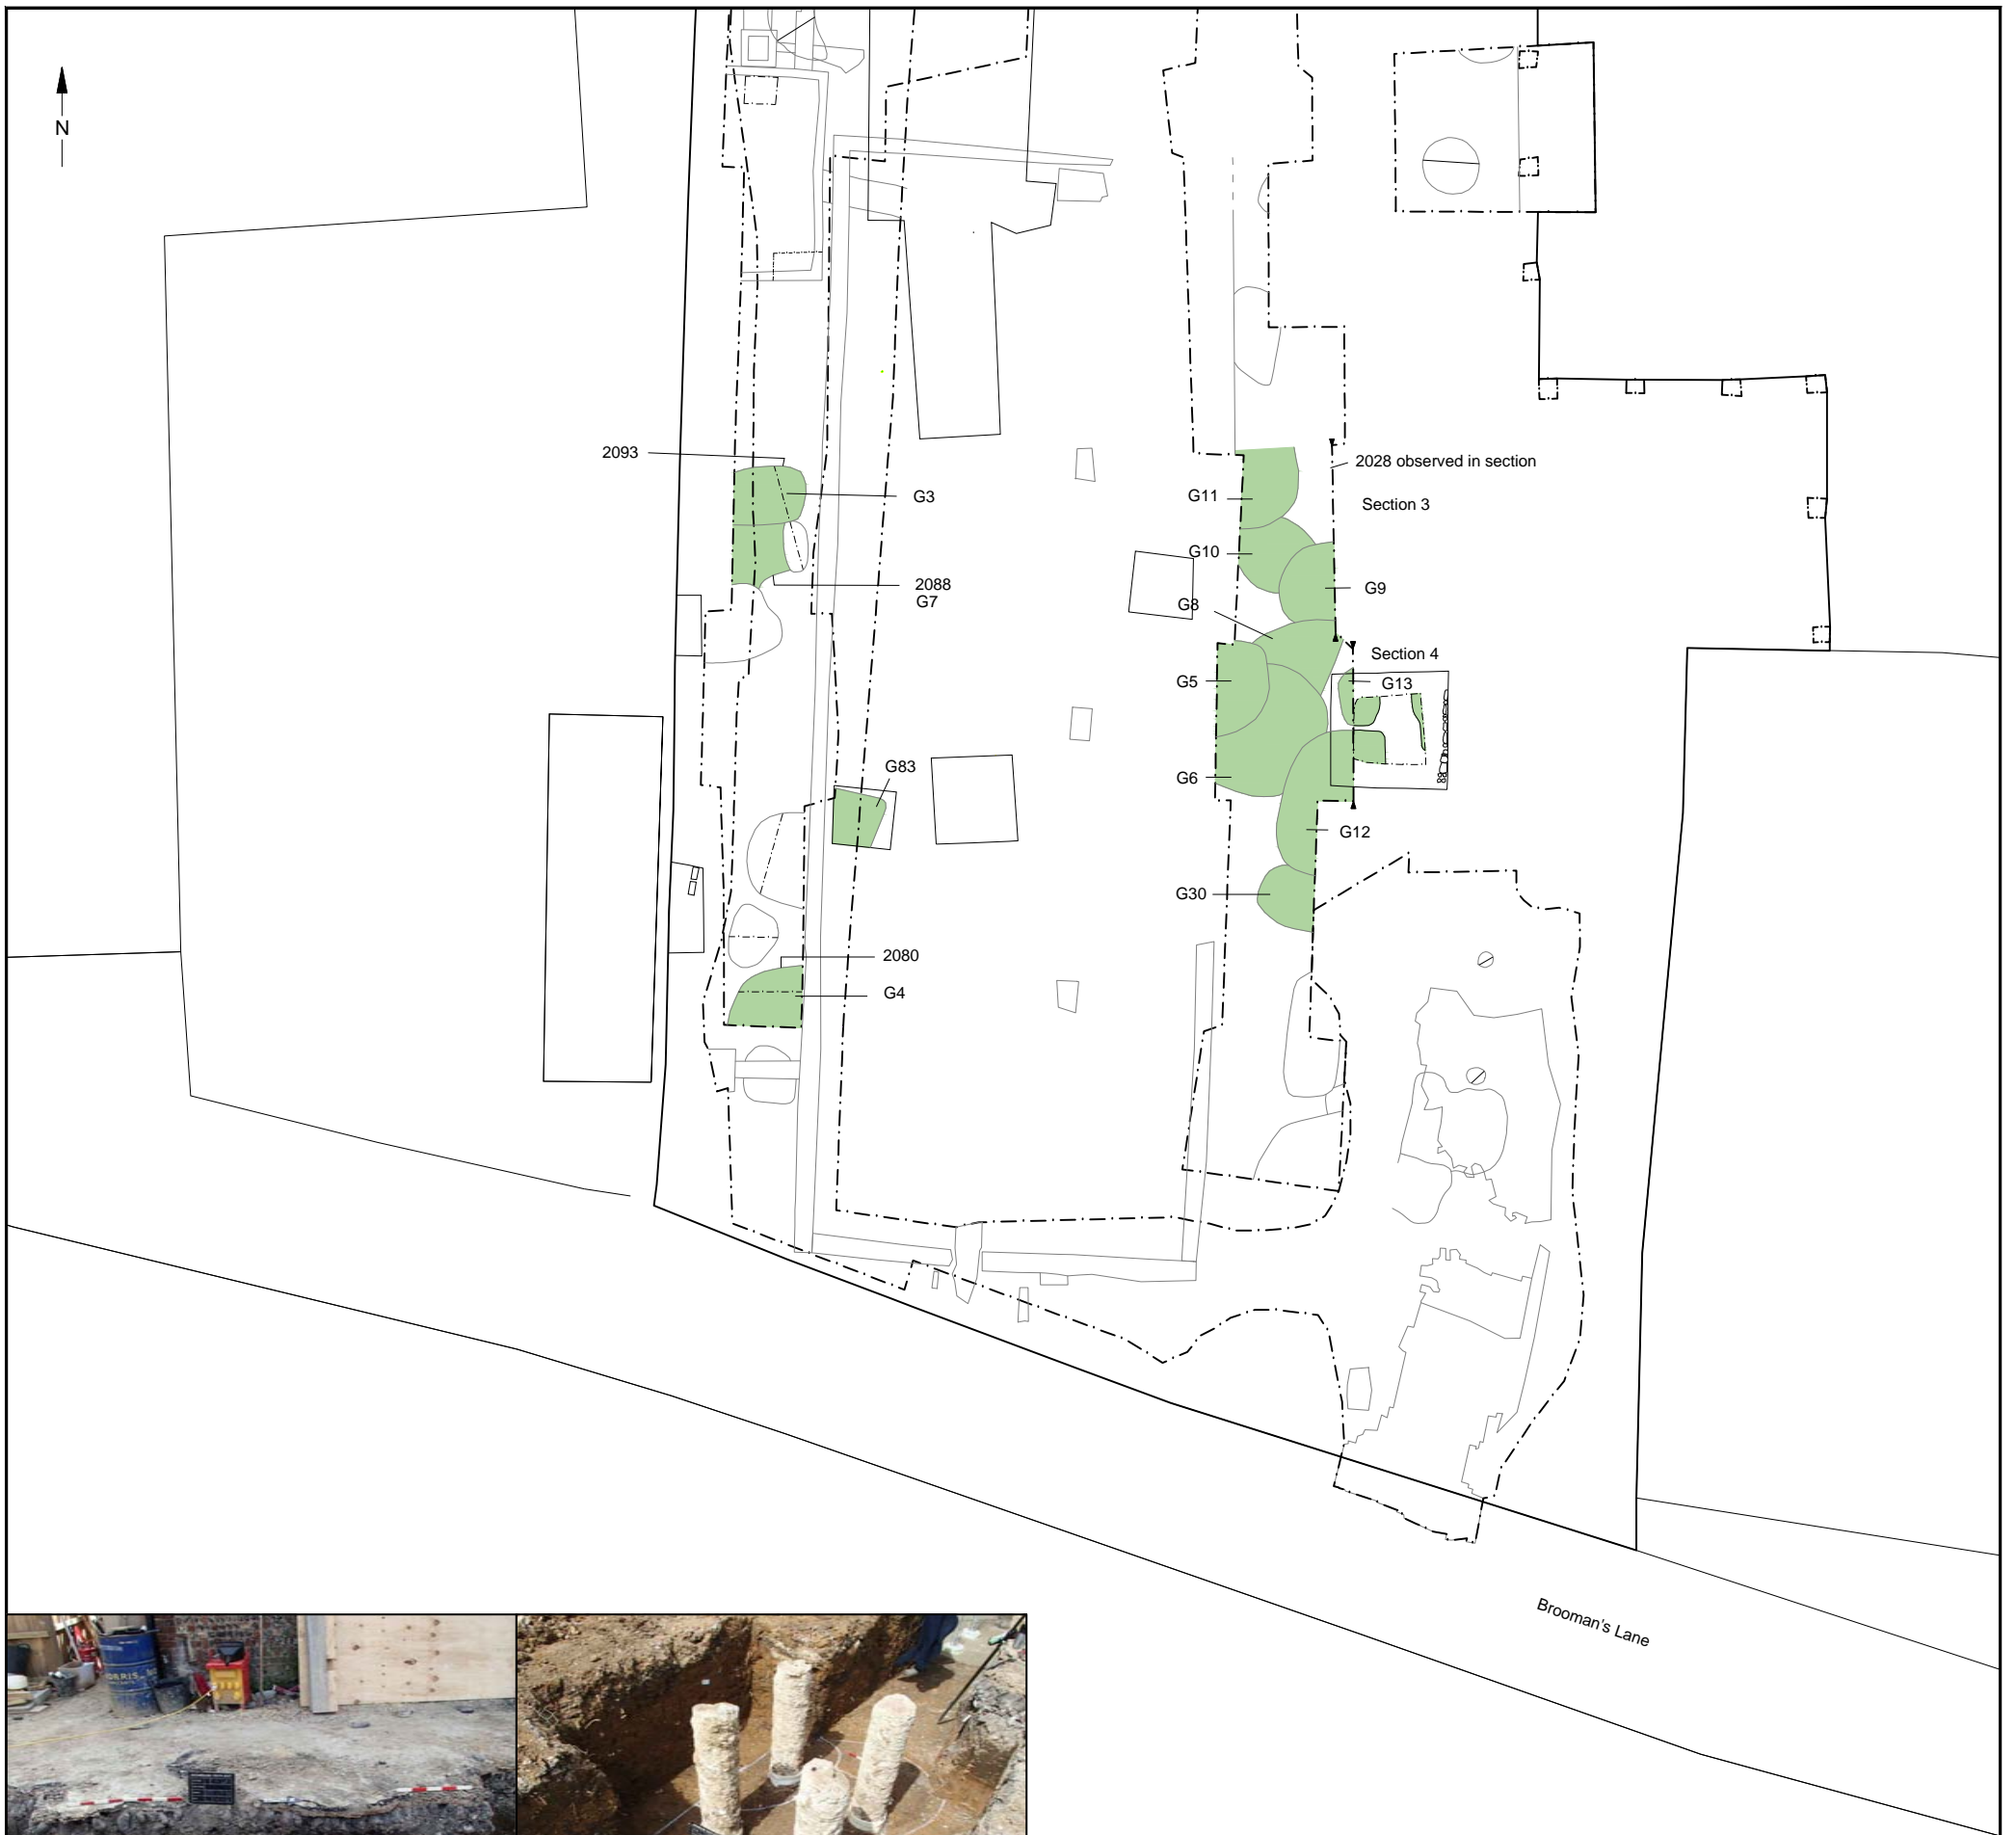 N
2093
G3
2088
G7
G83
2080
G4
2028 observed in section
Section 3
G11
G10
G9
G8
Section 4
G5
G13
G6
G12
G30
Brooman's Lane